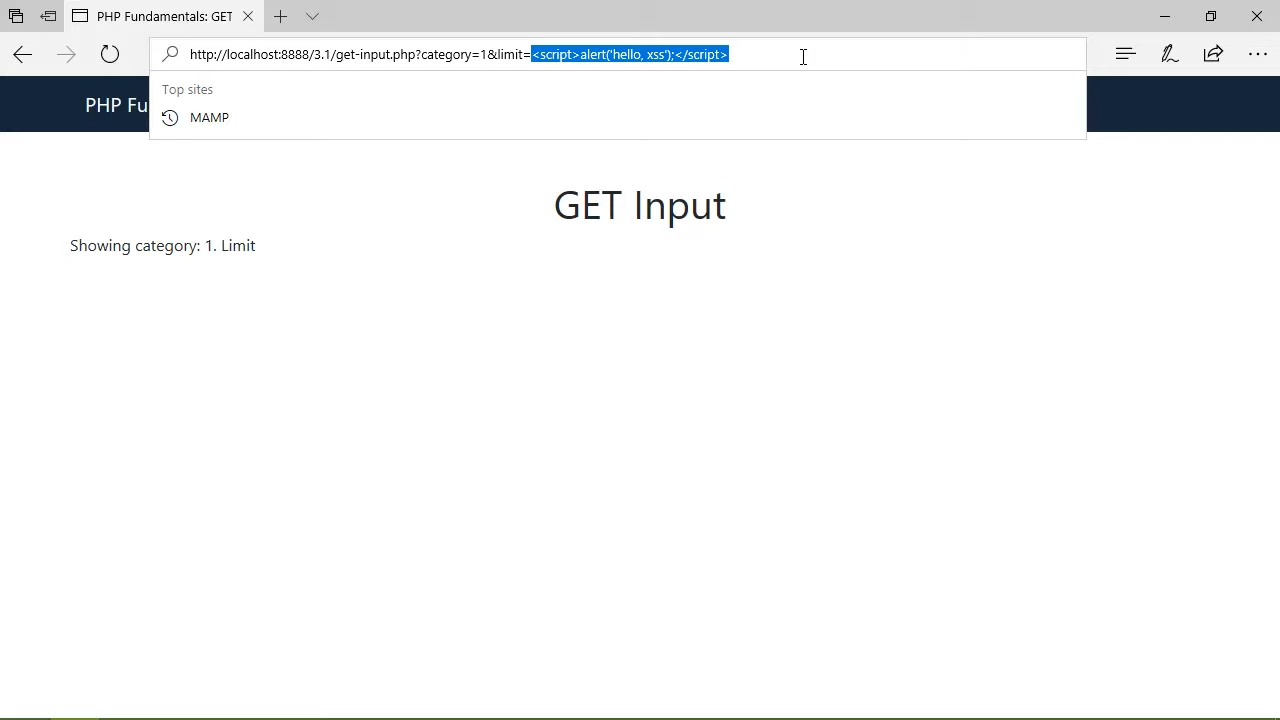 PHP Fundamentals: GET
http://localhost:8888/3.1/get-input.php?category=1&limit=<script>alert('hello, xss');</script>
Top sites
MAMP
PHP Fu
GET Input
Showing category: 1. Limit